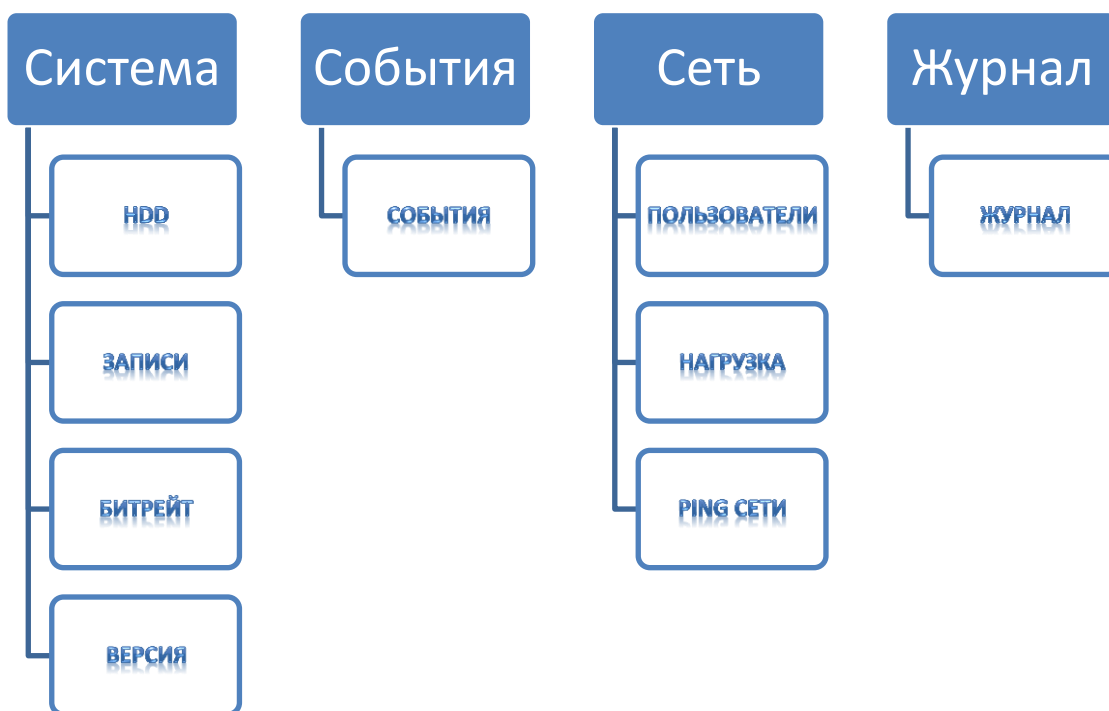 Система
HDD
ЗАПИСИ
БИТРЕЙТ
ВЕРСИЯ
События
СОБЫТИЯ
Сеть
ПОЛЬЗОВАТЕЛИ
НАГРУЗКА
PING СЕТИ
Журнал
ЖУРНАЛ